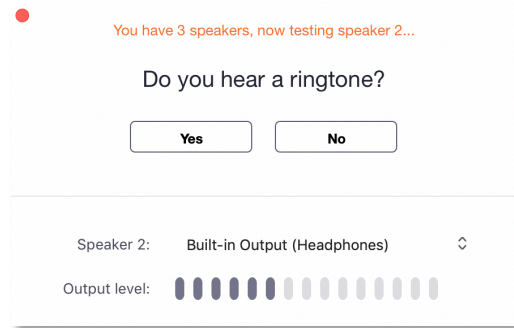 You have 3 speakers, now testing speaker 2...
Do you hear a ringtone?
Yes No
Speaker 2: Built-in Output (Headphones)
Output level: